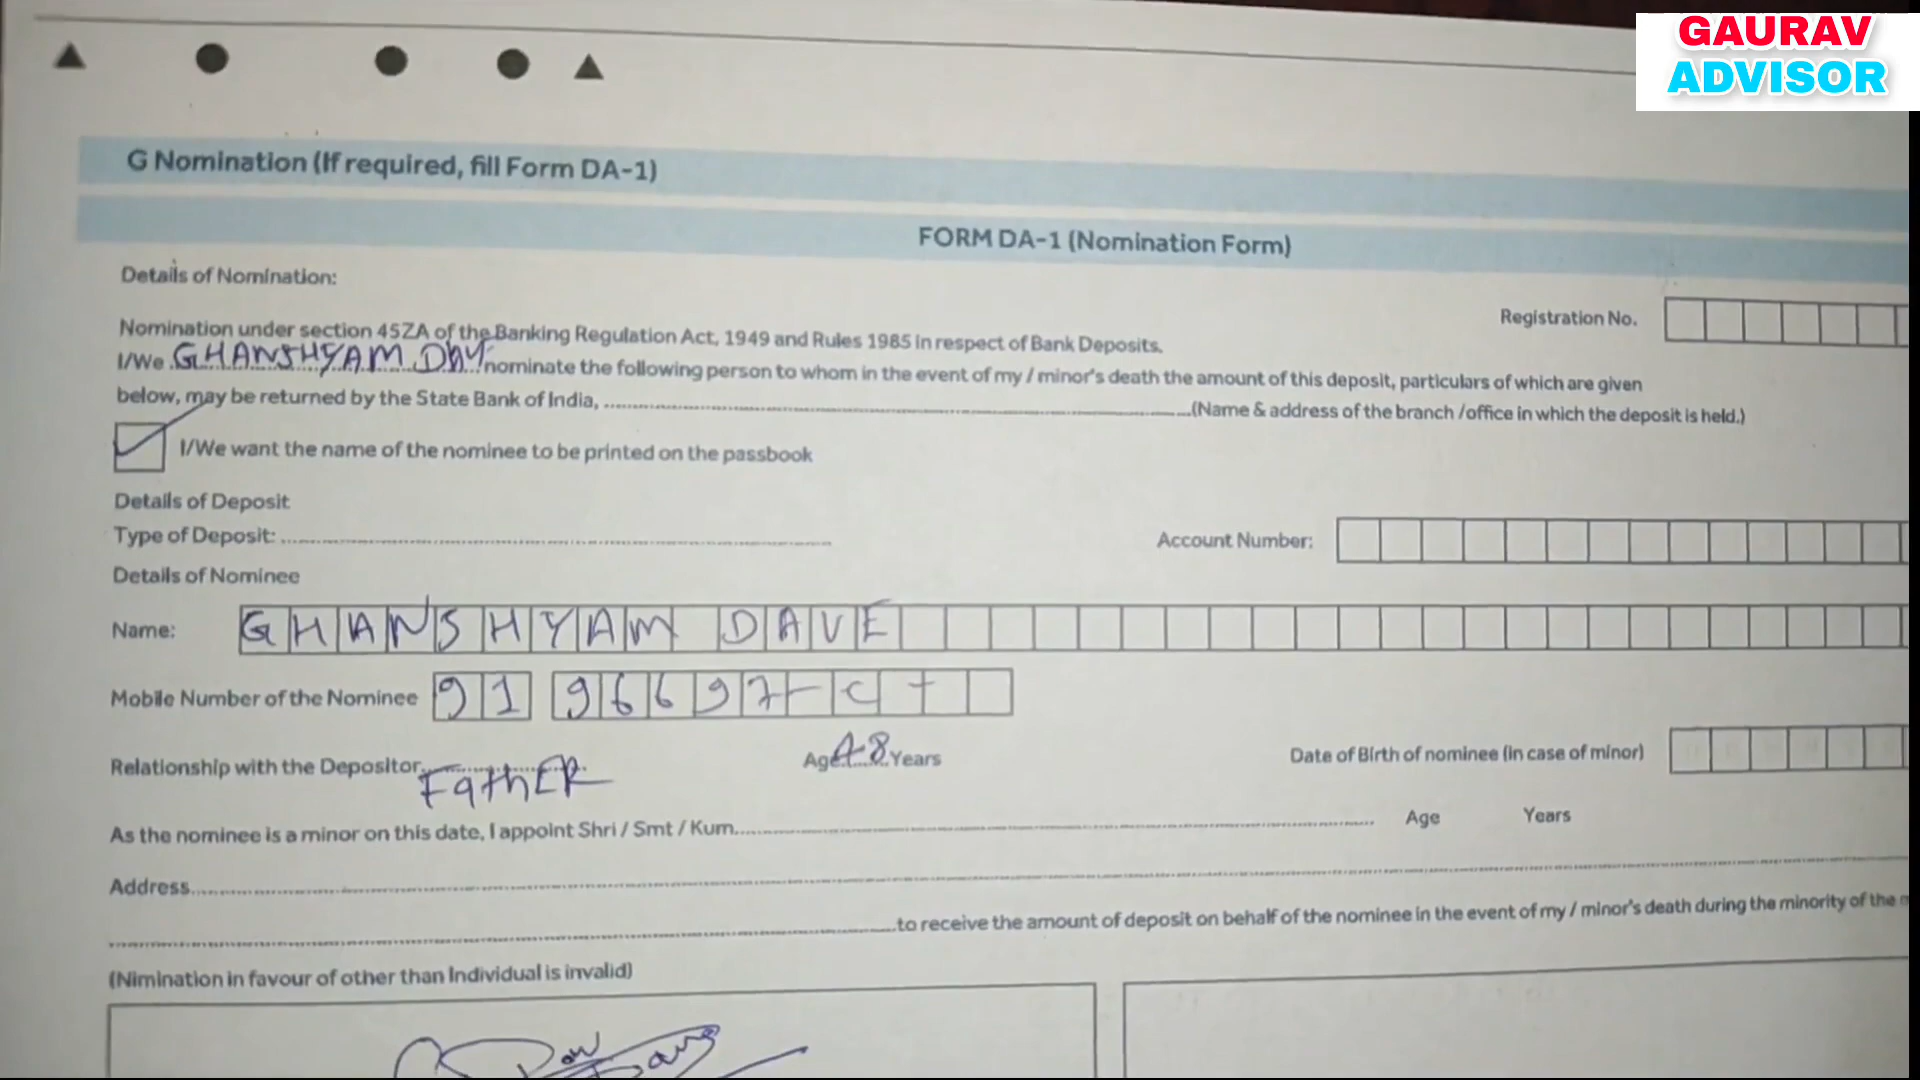 GAURAV
ADVISOR
G Nomination (If required, fill Form DA-1)
FORM DA-1 (Nomination Form)
Details of Nomination:
Registration No.
Nomination under section 45ZA of the Banking Regulation Act, 1949 and Rules 1985 in respect of Bank Deposits.
I/We GHANSHYAM DAV nominate the following person to whom in the event of my / minor's death the amount of this deposit, particulars of which are given
below, may be returned by the State Bank of India, (Name & address of the branch /office in which the deposit is held.)
I/We want the name of the nominee to be printed on the passbook
Details of Deposit
Type of Deposit:
Account Number:
Details of Nominee
Name: GHANSHYAM DAVE
Mobile Number of the Nominee 91 96697
Relationship with the Depositor FathER Age 48 Years Date of Birth of nominee (in case of minor)
As the nominee is a minor on this date, I appoint Shri / Smt / Kum. Age Years
Address
to receive the amount of deposit on behalf of the nominee in the event of my / minor's death during the minority of the
(Nimination in favour of other than Individual is invalid)